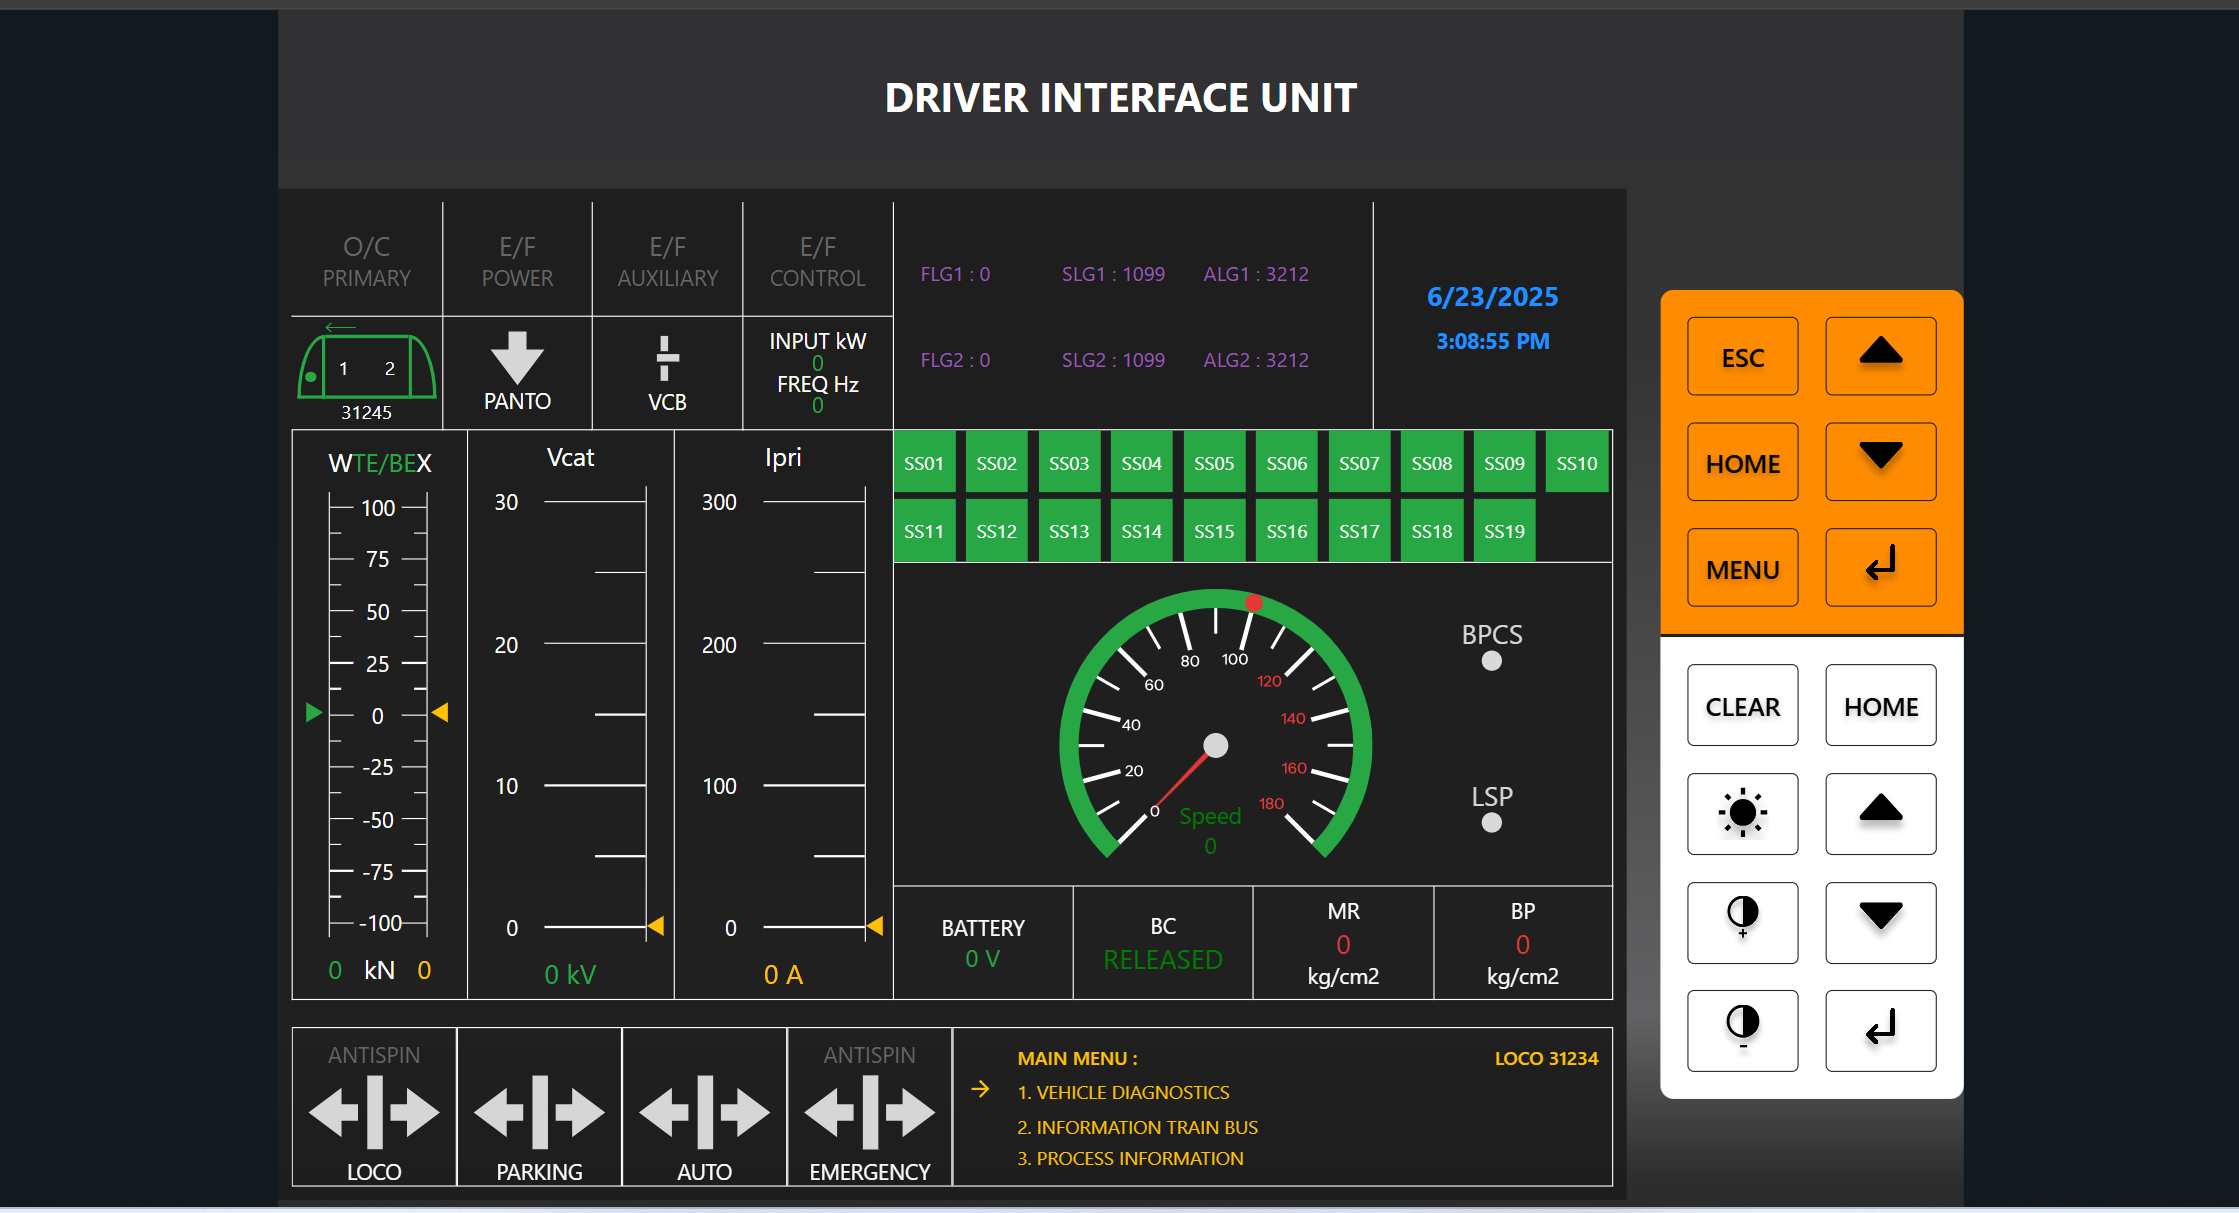 DRIVER INTERFACE UNIT
O/C
PRIMARY
E/F
POWER
E/F
AUXILIARY
E/F
CONTROL
FLG1 : 0
SLG1 : 1099
ALG1 : 3212
FLG2 : 0
SLG2 : 1099
ALG2 : 3212
6/23/2025
3:08:55 PM
1 2
31245
PANTO
VCB
INPUT kW
0
FREQ Hz
0
WTE/BEX
100
75
50
25
0
-25
-50
-75
-100
0 kN 0
Vcat
30
20
10
0
0 kV
Ipri
300
200
100
0
0 A
SS01 SS02 SS03 SS04 SS05 SS06 SS07 SS08 SS09 SS10
SS11 SS12 SS13 SS14 SS15 SS16 SS17 SS18 SS19
0
20
40
60
80
100
120
140
160
180
Speed
0
BPCS
LSP
BATTERY
0 V
BC
RELEASED
MR
0
kg/cm2
BP
0
kg/cm2
ANTISPIN
LOCO
PARKING
AUTO
ANTISPIN
EMERGENCY
MAIN MENU :
LOCO 31234
1. VEHICLE DIAGNOSTICS
2. INFORMATION TRAIN BUS
3. PROCESS INFORMATION
ESC
HOME
MENU
CLEAR
HOME